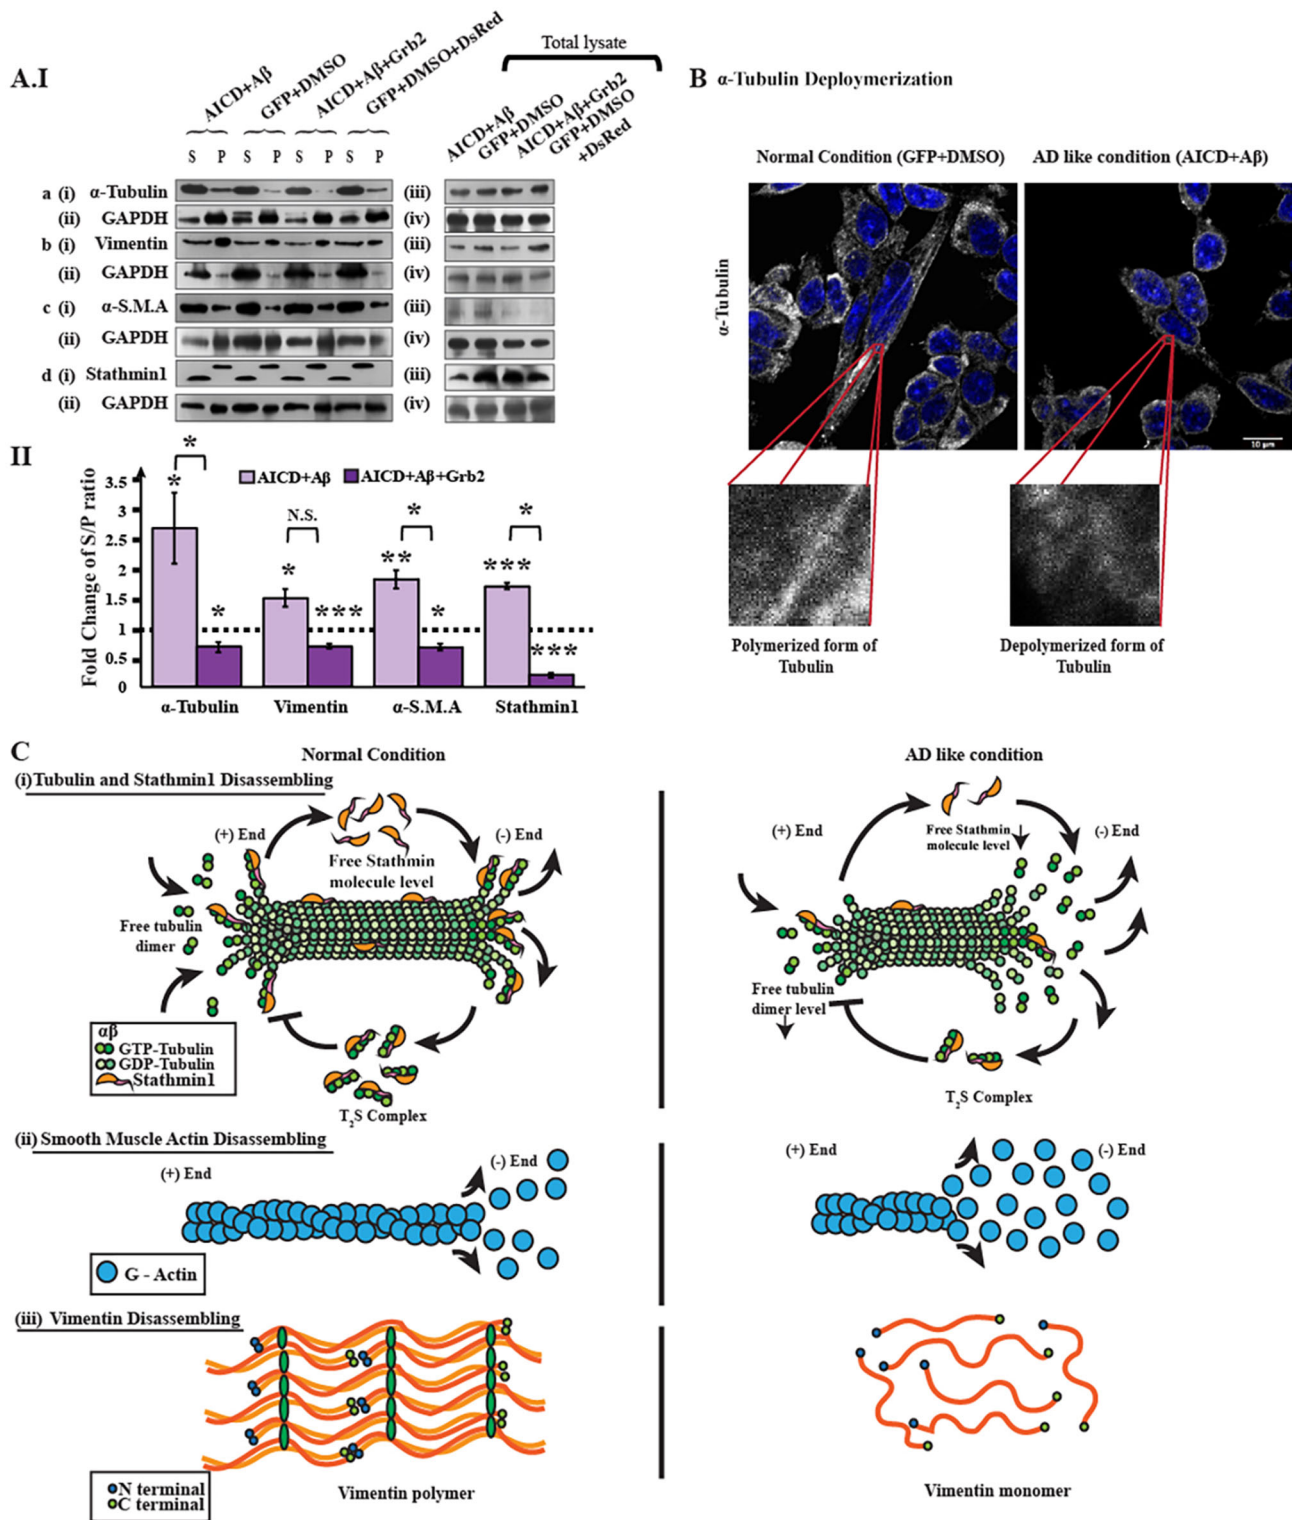 Total lysate
A.I
AICD+Aβ
GFP+DMSO
AICD+Aβ+Grb2
GFP+DMSO+DsRed
AICD+Aβ
GFP+DMSO
AICD+Aβ+Grb2
GFP+DMSO
+DsRed
S P S P S P S P
a (i) α-Tubulin (iii)
(ii) GAPDH (iv)
b (i) Vimentin (iii)
(ii) GAPDH (iv)
c (i) α-S.M.A (iii)
(ii) GAPDH (iv)
d (i) Stathmin1 (iii)
(ii) GAPDH (iv)
B α-Tubulin Deploymerization
Normal Condition (GFP+DMSO)
AD like condition (AICD+Aβ)
α-Tubulin
10 μm
Polymerized form of
Tubulin
Depolymerized form of
Tubulin
II
Fold Change of S/P ratio
3.5
3
2.5
2
1.5
1
0.5
0
AICD+Aβ
AICD+Aβ+Grb2
*
* *
N.S.
* ***
*
** *
*
*** ***
α-Tubulin
Vimentin
α-S.M.A
Stathmin1
C
Normal Condition
AD like condition
(i) Tubulin and Stathmin1 Disassembling
(+) End
(-) End
Free Stathmin
molecule level
Free tubulin
dimer
αβ
GTP-Tubulin
GDP-Tubulin
Stathmin1
T2S Complex
(+) End
(-) End
Free Stathmin
molecule level
Free tubulin
dimer level
T2S Complex
(ii) Smooth Muscle Actin Disassembling
(+) End
(-) End
G - Actin
(+) End
(-) End
(iii) Vimentin Disassembling
N terminal
C terminal
Vimentin polymer
Vimentin monomer